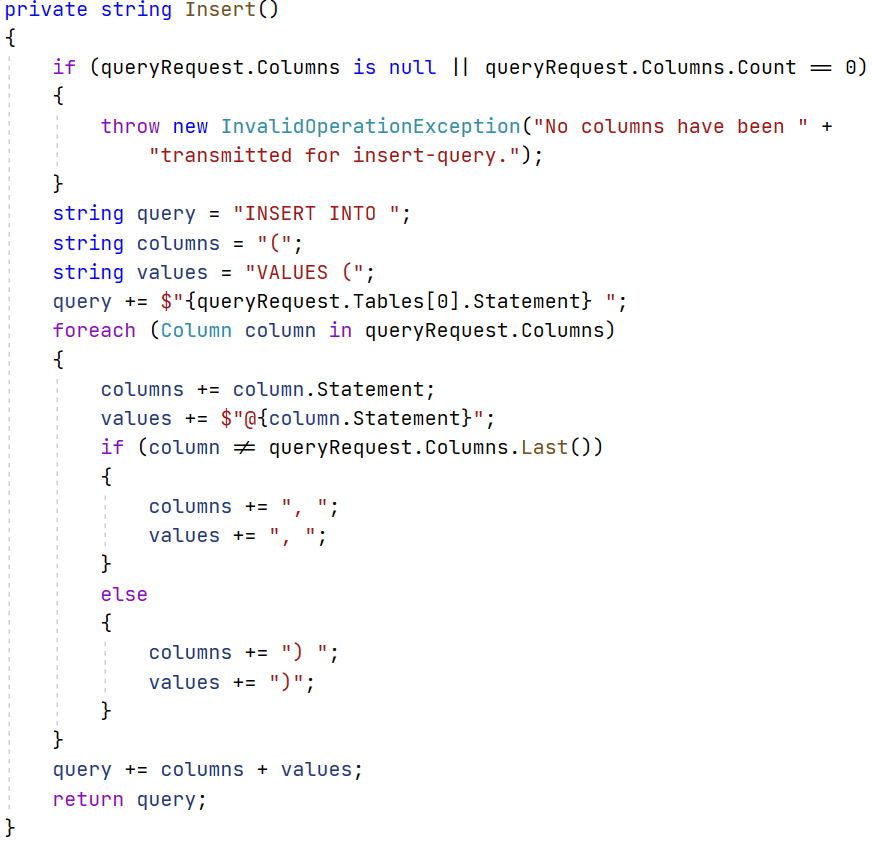 private string Insert()
{
    if (queryRequest.Columns is null || queryRequest.Columns.Count == 0)
    {
        throw new InvalidOperationException("No columns have been " +
            "transmitted for insert-query.");
    }
    string query = "INSERT INTO ";
    string columns = "(";
    string values = "VALUES (";
    query += $"{queryRequest.Tables[0].Statement} ";
    foreach (Column column in queryRequest.Columns)
    {
        columns += column.Statement;
        values += $"@{column.Statement}";
        if (column != queryRequest.Columns.Last())
        {
            columns += ", ";
            values += ", ";
        }
        else
        {
            columns += ") ";
            values += ")";
        }
    }
    query += columns + values;
    return query;
}